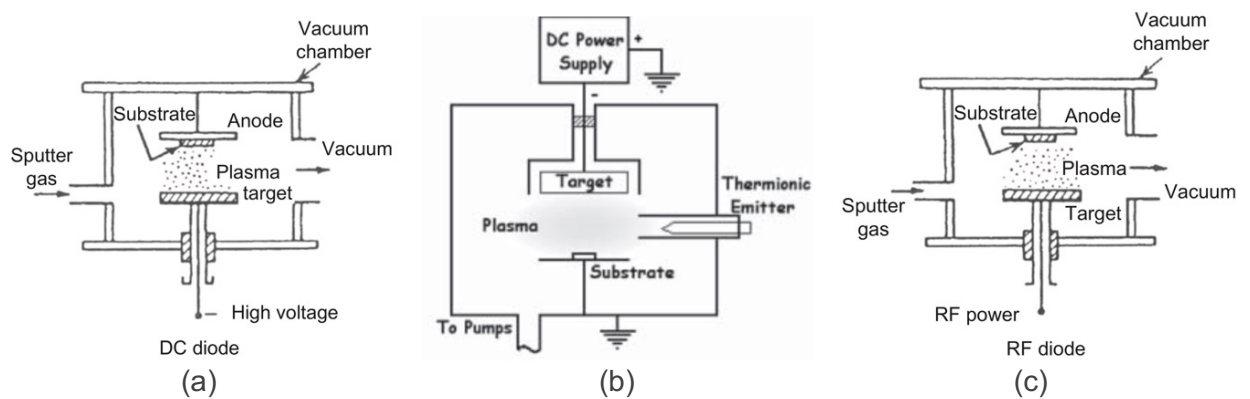 Vacuum
chamber
Substrate
Anode
Sputter
gas
Vacuum
Plasma
target
– High voltage
DC diode
(a)
DC Power
Supply
+
-
Target
Thermionic
Emitter
Plasma
Substrate
To Pumps
(b)
Vacuum
chamber
Substrate
Anode
Plasma
Vacuum
Sputter
gas
Target
RF power
RF diode
(c)